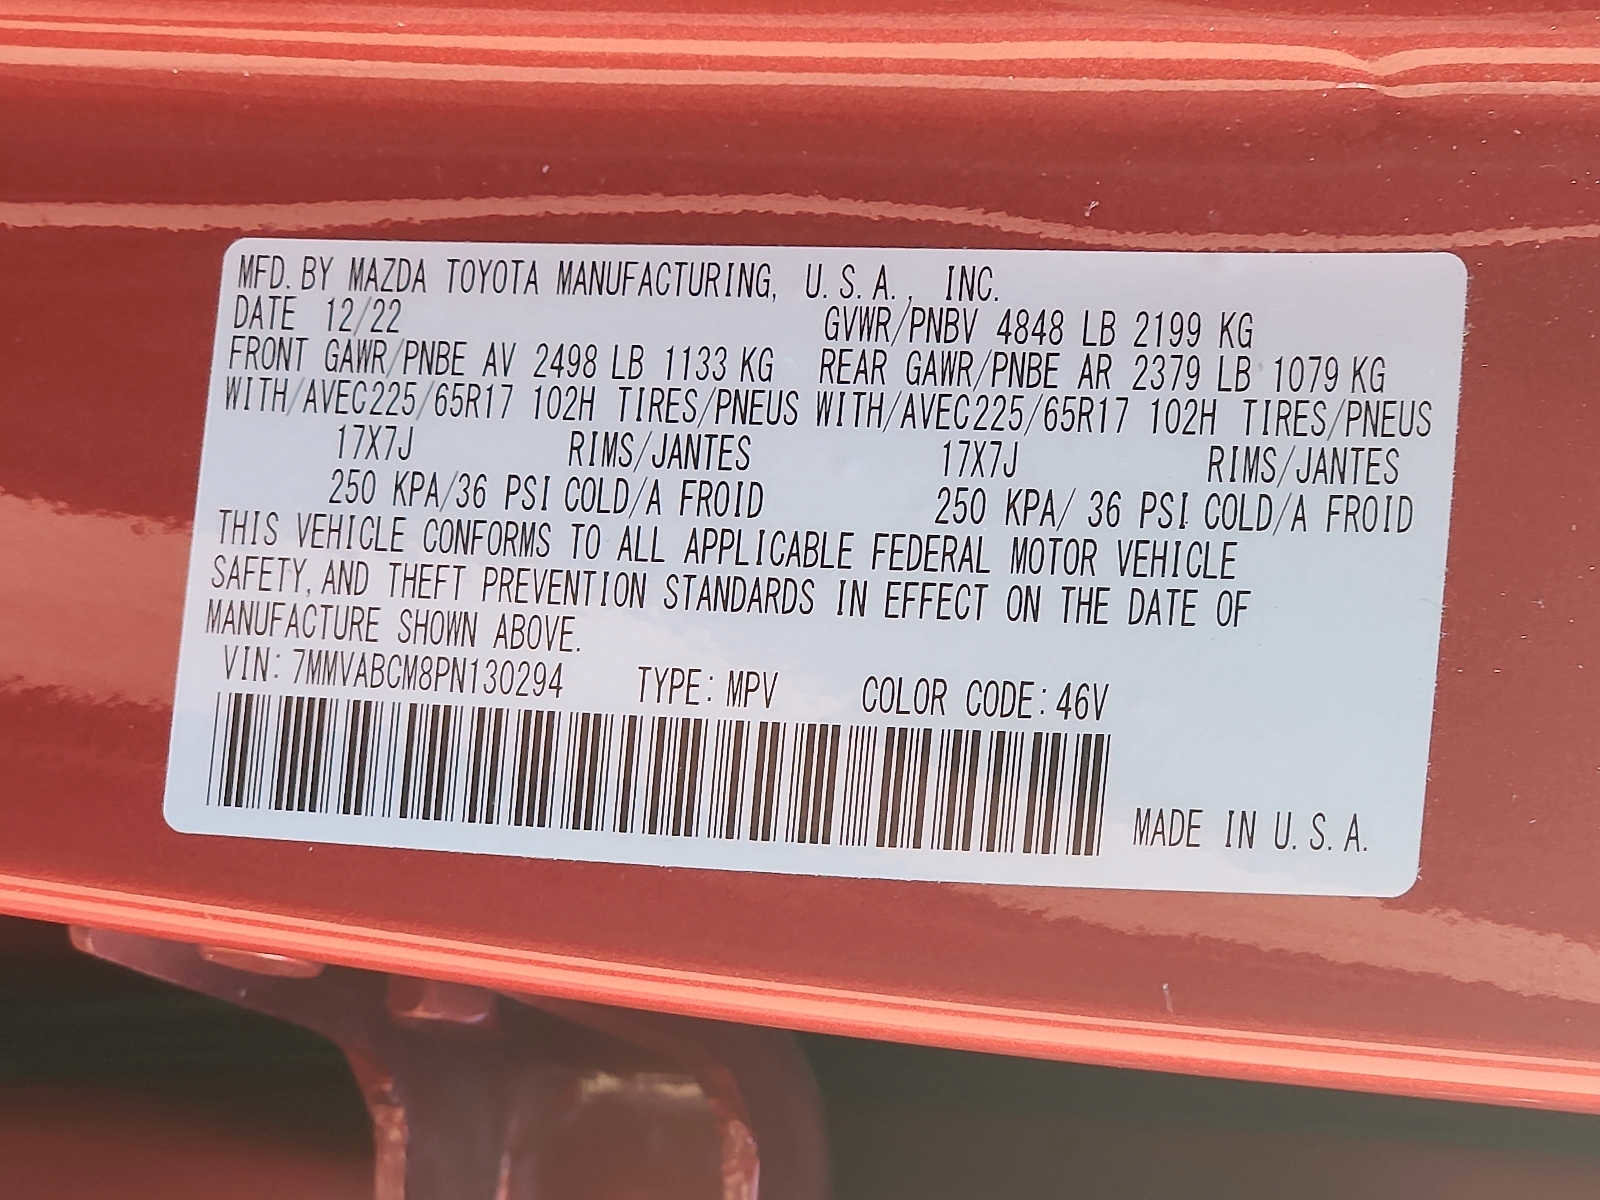 MFD. BY MAZDA TOYOTA MANUFACTURING, U.S.A., INC.
DATE 12/22 GVWR/PNBV 4848 LB 2199 KG
FRONT GAWR/PNBE AV 2498 LB 1133 KG REAR GAWR/PNBE AR 2379 LB 1079 KG
WITH/AVEC225/65R17 102H TIRES/PNEUS WITH/AVEC225/65R17 102H TIRES/PNEUS
17X7J RIMS/JANTES 17X7J RIMS/JANTES
250 KPA/36 PSI COLD/A FROID 250 KPA/ 36 PSI COLD/A FROID
THIS VEHICLE CONFORMS TO ALL APPLICABLE FEDERAL MOTOR VEHICLE
SAFETY, AND THEFT PREVENTION STANDARDS IN EFFECT ON THE DATE OF
MANUFACTURE SHOWN ABOVE.
VIN: 7MMVABCM8PN130294 TYPE: MPV COLOR CODE: 46V
MADE IN U.S.A.